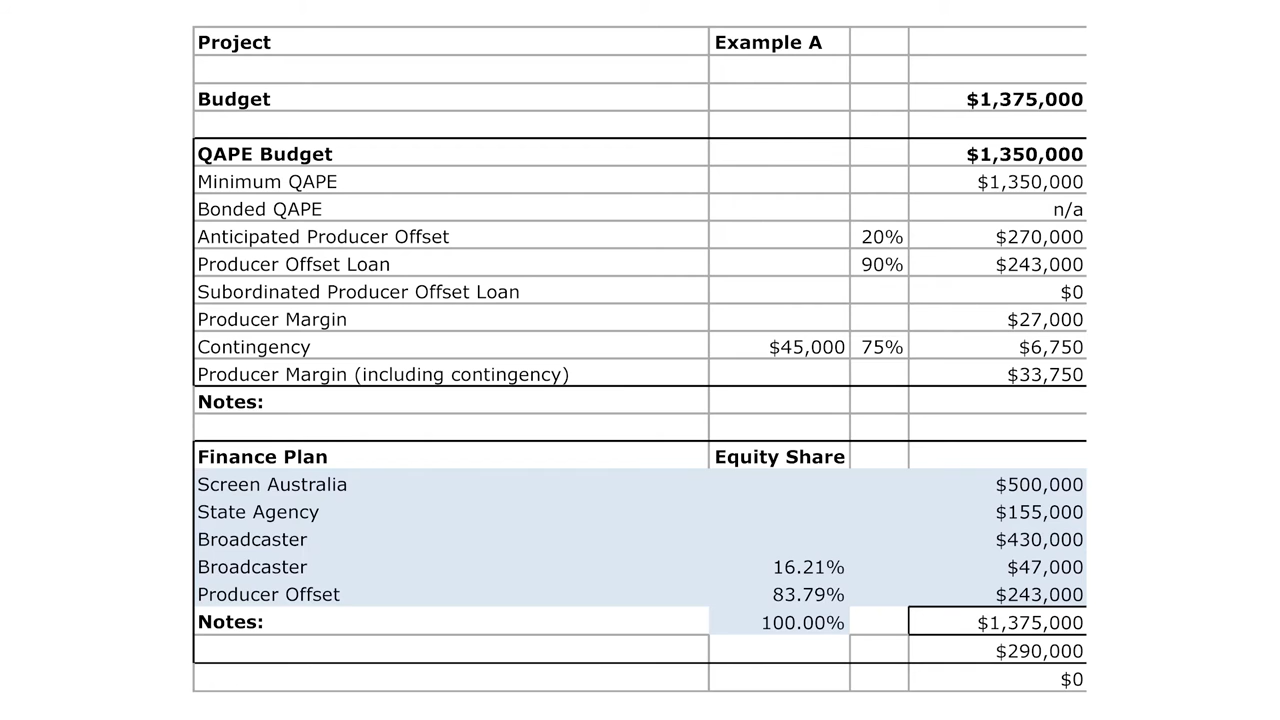 Project Example A
Budget $1,375,000
QAPE Budget $1,350,000
Minimum QAPE $1,350,000
Bonded QAPE n/a
Anticipated Producer Offset 20% $270,000
Producer Offset Loan 90% $243,000
Subordinated Producer Offset Loan $0
Producer Margin $27,000
Contingency $45,000 75% $6,750
Producer Margin (including contingency) $33,750
Notes:
Finance Plan Equity Share
Screen Australia $500,000
State Agency $155,000
Broadcaster $430,000
Broadcaster 16.21% $47,000
Producer Offset 83.79% $243,000
Notes: 100.00% $1,375,000
$290,000
$0